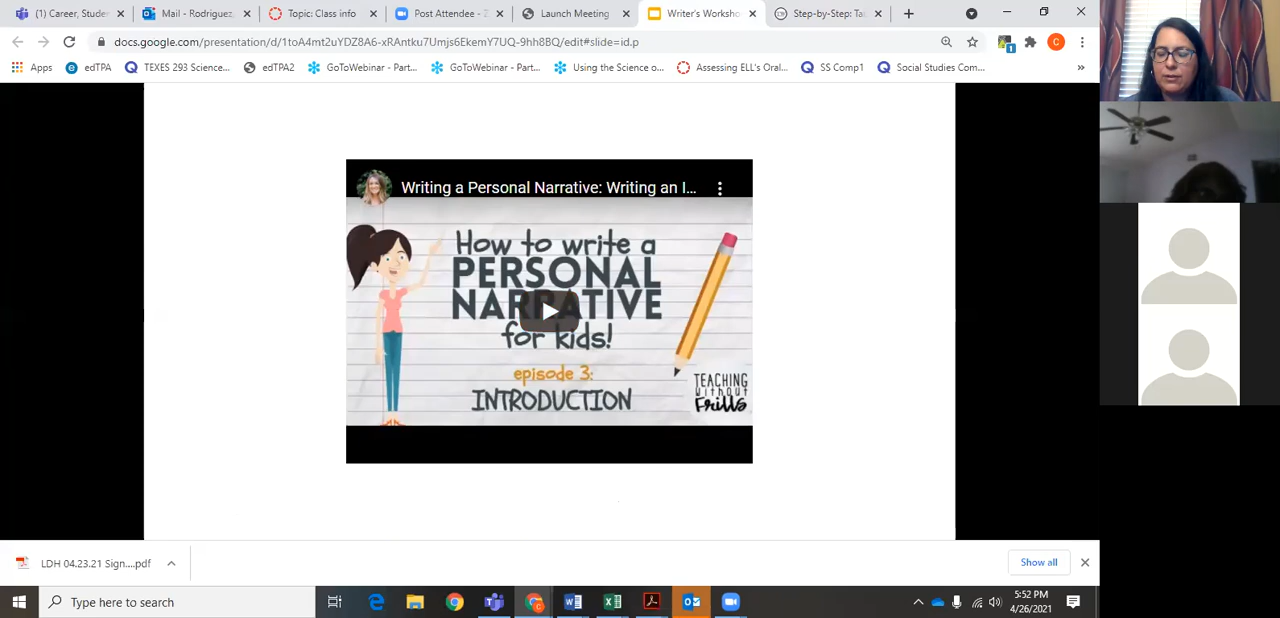 (1) Career, Studen
Mail - Rodriguez,
Topic: Class info
Post Attendee - Z
Launch Meeting
Writer's Worksho
Step-by-Step: Ta
docs.google.com/presentation/d/1toA4mt2uYD3GA6-xRAntku7Umjs6EkemY7UQ-9hh8BQ/edit#slide=id.p
1
C
Apps
edTPA
TEXES 293 Science...
edTPA2
GoToWebinar - Part...
Using the Science o...
Assessing ELL's Oral...
SS Comp1
Social Studies Com...
»
Writing a Personal Narrative: Writing an I...
How to write a
PERSONAL
NARRATIVE
for kids!
episode 3:
INTRODUCTION
TEACHING
without
Frills
LDH 04.23.21 Sign....pdf
Show all
Type here to search
5:52 PM
4/26/2021